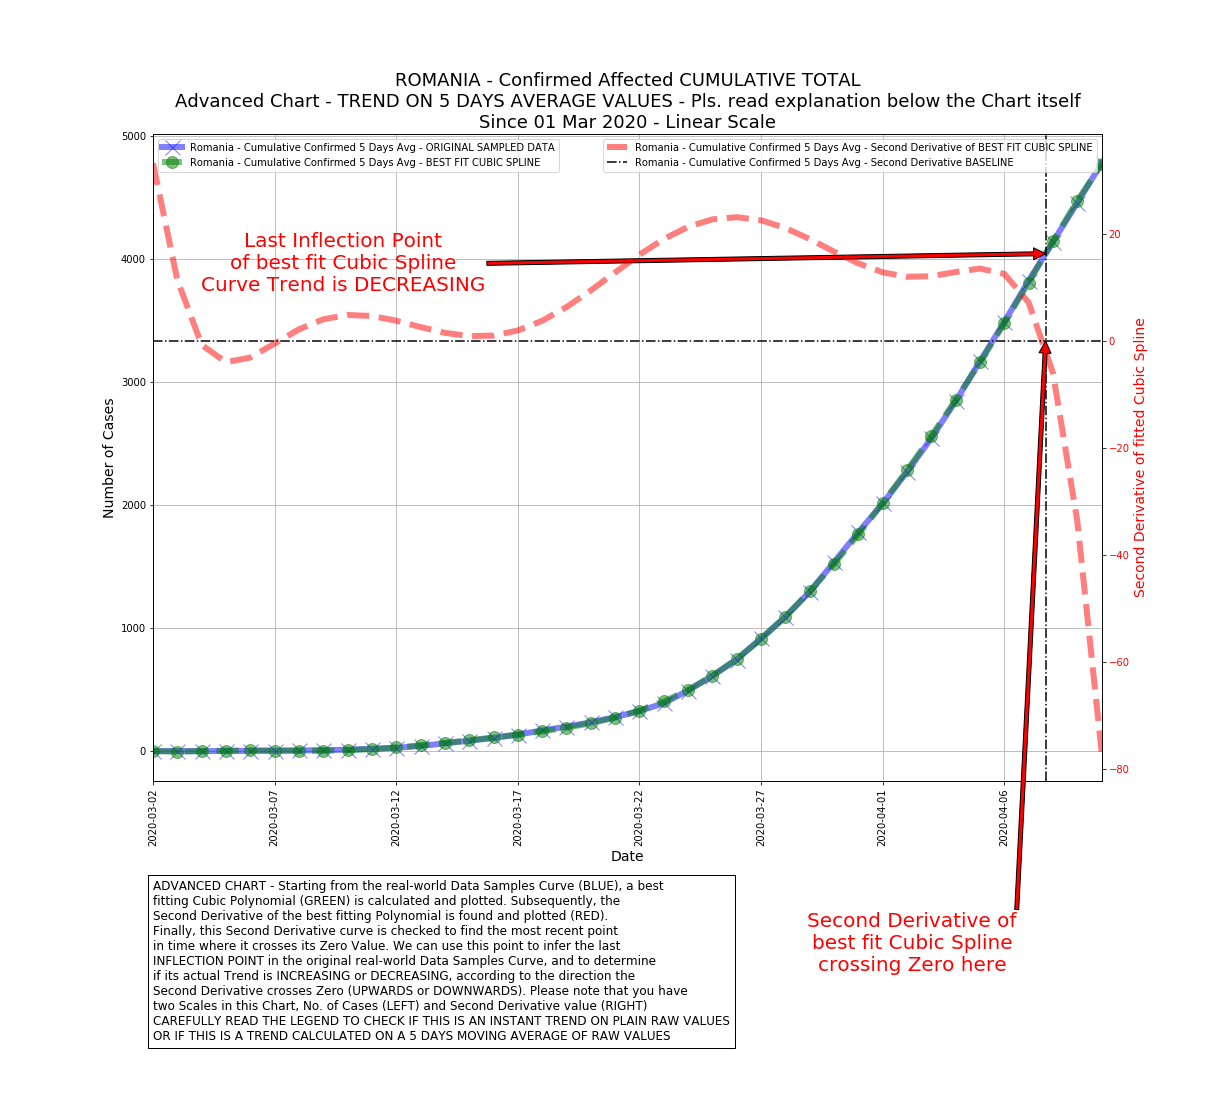 ROMANIA - Confirmed Affected CUMULATIVE TOTAL
Advanced Chart - TREND ON 5 DAYS AVERAGE VALUES - Pls. read explanation below the Chart itself
Since 01 Mar 2020 - Linear Scale
Romania - Cumulative Confirmed 5 Days Avg - ORIGINAL SAMPLED DATA
Romania - Cumulative Confirmed 5 Days Avg - BEST FIT CUBIC SPLINE
Romania - Cumulative Confirmed 5 Days Avg - Second Derivative of BEST FIT CUBIC SPLINE
Romania - Cumulative Confirmed 5 Days Avg - Second Derivative BASELINE
Last Inflection Point
of best fit Cubic Spline
Curve Trend is DECREASING
Number of Cases
5000
4000
3000
2000
1000
0
20
0
−20
−40
−60
−80
Second Derivative of fitted Cubic Spline
2020-03-02
2020-03-07
2020-03-12
2020-03-17
2020-03-22
2020-03-27
2020-04-01
2020-04-06
Date
Second Derivative of
best fit Cubic Spline
crossing Zero here
ADVANCED CHART - Starting from the real-world Data Samples Curve (BLUE), a best
fitting Cubic Polynomial (GREEN) is calculated and plotted. Subsequently, the
Second Derivative of the best fitting Polynomial is found and plotted (RED).
Finally, this Second Derivative curve is checked to find the most recent point
in time where it crosses its Zero Value. We can use this point to infer the last
INFLECTION POINT in the original real-world Data Samples Curve, and to determine
if its actual Trend is INCREASING or DECREASING, according to the direction the
Second Derivative crosses Zero (UPWARDS or DOWNWARDS). Please note that you have
two Scales in this Chart, No. of Cases (LEFT) and Second Derivative value (RIGHT)
CAREFULLY READ THE LEGEND TO CHECK IF THIS IS AN INSTANT TREND ON PLAIN RAW VALUES
OR IF THIS IS A TREND CALCULATED ON A 5 DAYS MOVING AVERAGE OF RAW VALUES